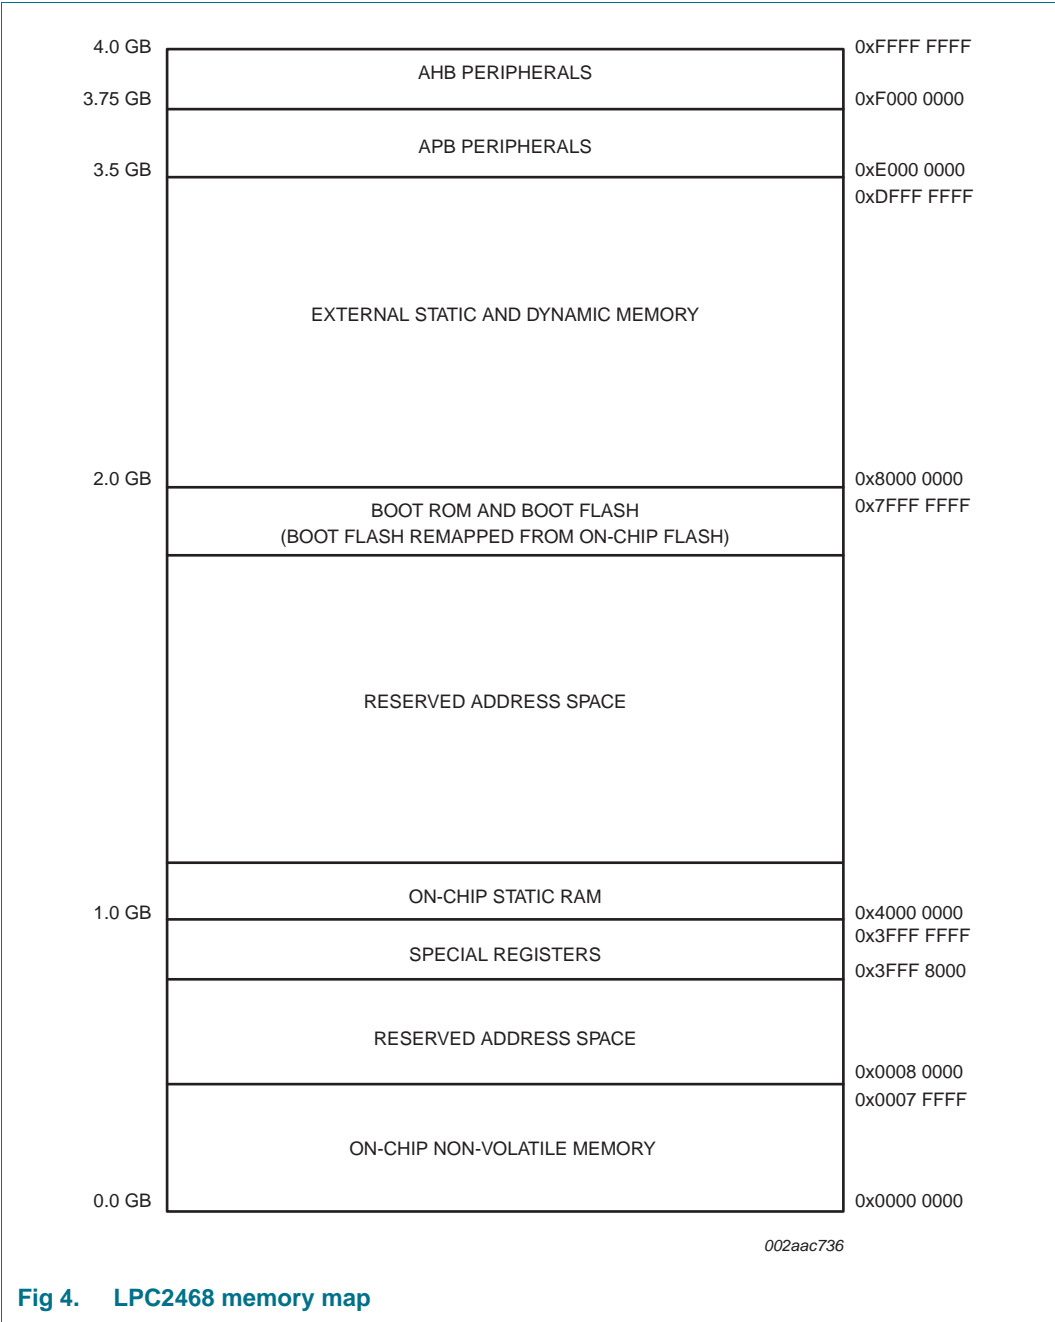 4.0 GB 0xFFFF FFFF
AHB PERIPHERALS
3.75 GB 0xF000 0000
APB PERIPHERALS
3.5 GB 0xE000 0000
0xDFFF FFFF
EXTERNAL STATIC AND DYNAMIC MEMORY
2.0 GB 0x8000 0000
BOOT ROM AND BOOT FLASH 0x7FFF FFFF
(BOOT FLASH REMAPPED FROM ON-CHIP FLASH)
RESERVED ADDRESS SPACE
ON-CHIP STATIC RAM
1.0 GB 0x4000 0000
0x3FFF FFFF
SPECIAL REGISTERS
0x3FFF 8000
RESERVED ADDRESS SPACE
0x0008 0000
0x0007 FFFF
ON-CHIP NON-VOLATILE MEMORY
0.0 GB 0x0000 0000
002aac736
Fig 4. LPC2468 memory map